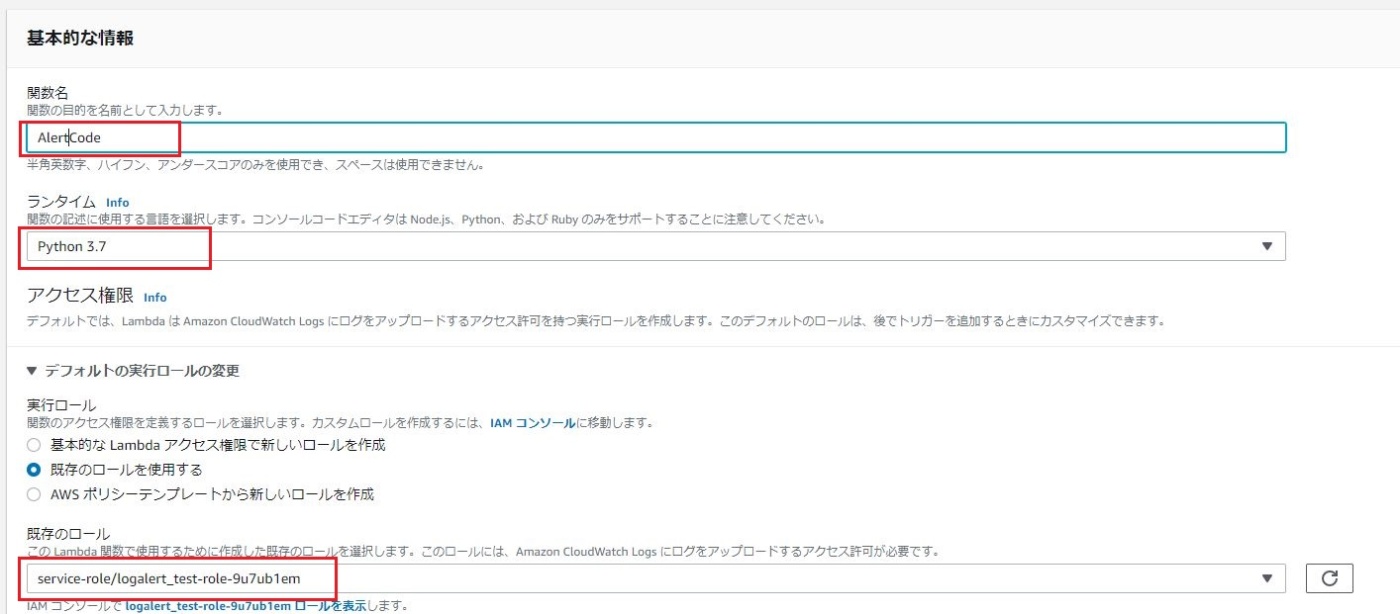 基本的な情報
関数名
関数の目的を名前として入力します。
AlertCode
半角英数字、ハイフン、アンダースコアのみを使用でき、スペースは使用できません。
ランタイム Info
関数の記述に使用する言語を選択します。コンソールコードエディタは Node.js、Python、および Ruby のみをサポートすることに注意してください。
Python 3.7
アクセス権限 Info
デフォルトでは、Lambda は Amazon CloudWatch Logs にログをアップロードするアクセス許可を持つ実行ロールを作成します。このデフォルトのロールは、後でトリガーを追加するときにカスタマイズできます。
▼ デフォルトの実行ロールの変更
実行ロール
関数のアクセス権限を定義するロールを選択します。カスタムロールを作成するには、IAM コンソールに移動します。
基本的な Lambda アクセス権限で新しいロールを作成
既存のロールを使用する
AWS ポリシーテンプレートから新しいロールを作成
既存のロール
この Lambda 関数で使用するために作成した既存のロールを選択します。このロールには、Amazon CloudWatch Logs にログをアップロードするアクセス許可が必要です。
service-role/logalert_test-role-9u7ub1em
IAM コンソールで logalert_test-role-9u7ub1em ロールを表示します。